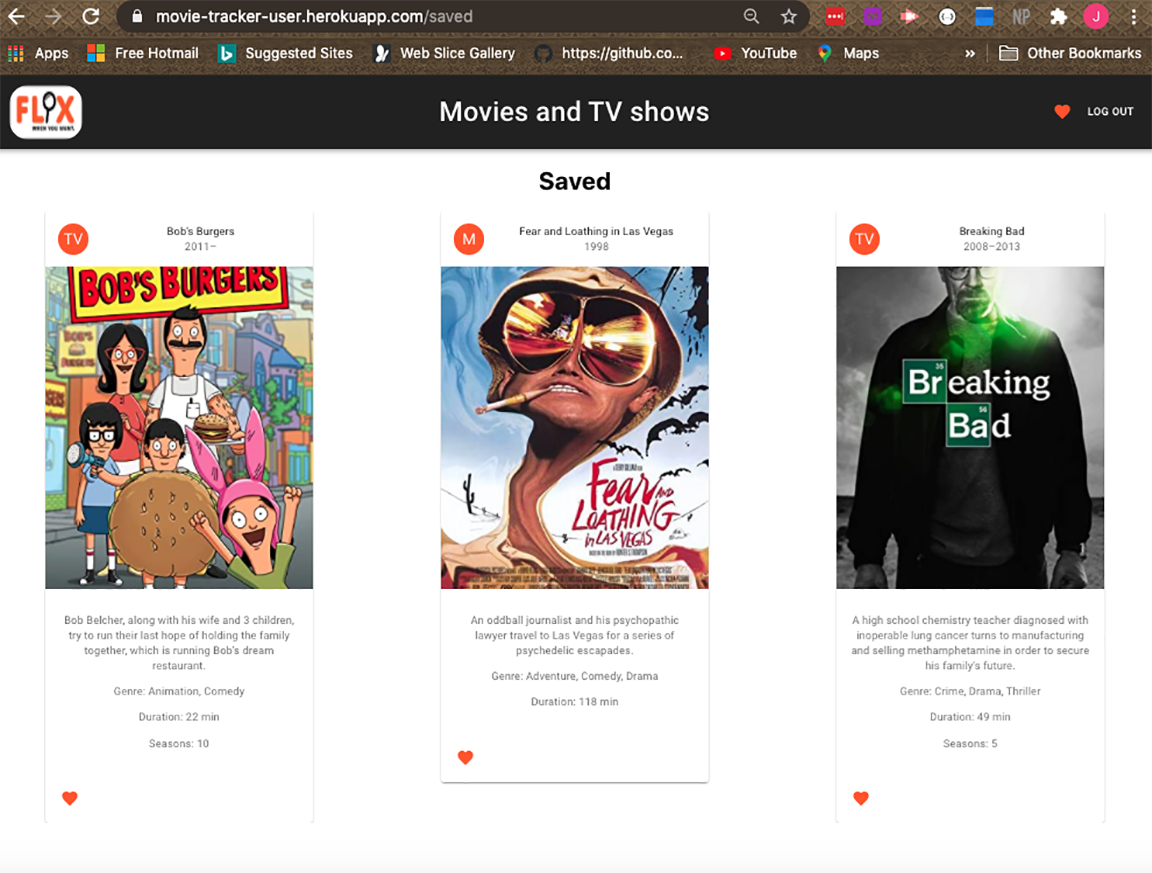 movie-tracker-user.herokuapp.com/saved
NP
J
Apps
Free Hotmail
Suggested Sites
Web Slice Gallery
https://github.co...
YouTube
Maps
»
Other Bookmarks
FLIX
WHEN YOU WANT
Movies and TV shows
LOG OUT
Saved
TV
Bob's Burgers
2011–
BOB'S BURGERS
Bob Belcher, along with his wife and 3 children,
try to run their last hope of holding the family
together, which is running Bob's dream
restaurant.
Genre: Animation, Comedy
Duration: 22 min
Seasons: 10
M
Fear and Loathing in Las Vegas
1998
Fear AND
LOATHING
in LAS VEGAS
An oddball journalist and his psychopathic
lawyer travel to Las Vegas for a series of
psychedelic escapades.
Genre: Adventure, Comedy, Drama
Duration: 118 min
TV
Breaking Bad
2008–2013
35
Breaking
56
Bad
A high school chemistry teacher diagnosed with
inoperable lung cancer turns to manufacturing
and selling methamphetamine in order to secure
his family's future.
Genre: Crime, Drama, Thriller
Duration: 49 min
Seasons: 5